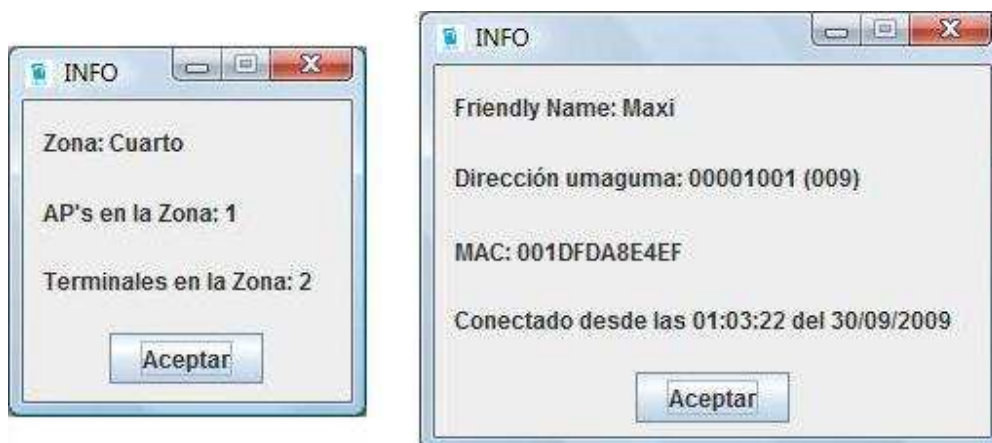 INFO
Zona: Cuarto
AP's en la Zona: 1
Terminales en la Zona: 2
Aceptar
INFO
Friendly Name: Maxi
Dirección umaguma: 00001001 (009)
MAC: 001DFDA8E4EF
Conectado desde las 01:03:22 del 30/09/2009
Aceptar